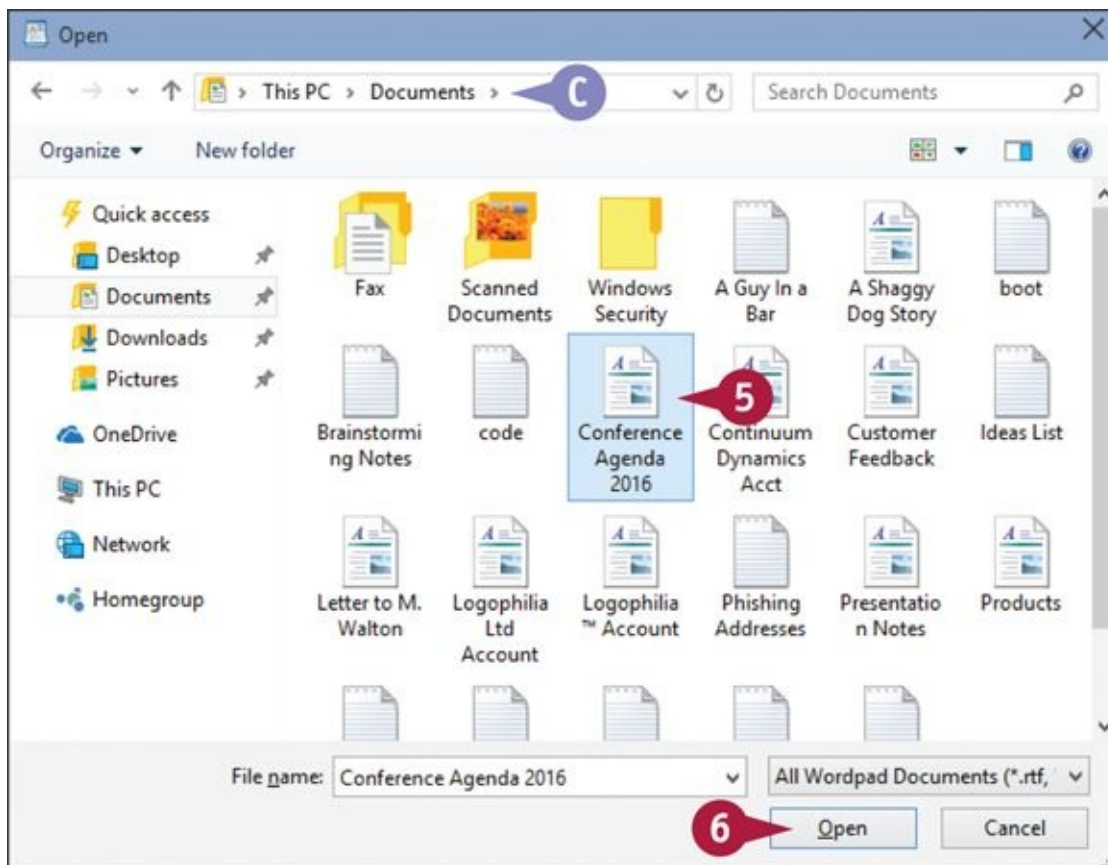 Open
This PC > Documents >
C
Search Documents
Organize
New folder
Quick access
Desktop
Documents
Downloads
Pictures
OneDrive
This PC
Network
Homegroup
Fax
Scanned
Documents
Windows
Security
A Guy In a
Bar
A Shaggy
Dog Story
boot
Brainstormi
ng Notes
code
Conference
Agenda
2016
5
Continuum
Dynamics
Acct
Customer
Feedback
Ideas List
Letter to M.
Walton
Logophilia
Ltd
Account
Logophilia
™ Account
Phishing
Addresses
Presentatio
n Notes
Products
File name: Conference Agenda 2016
All Wordpad Documents (*.rtf,
6
Open
Cancel